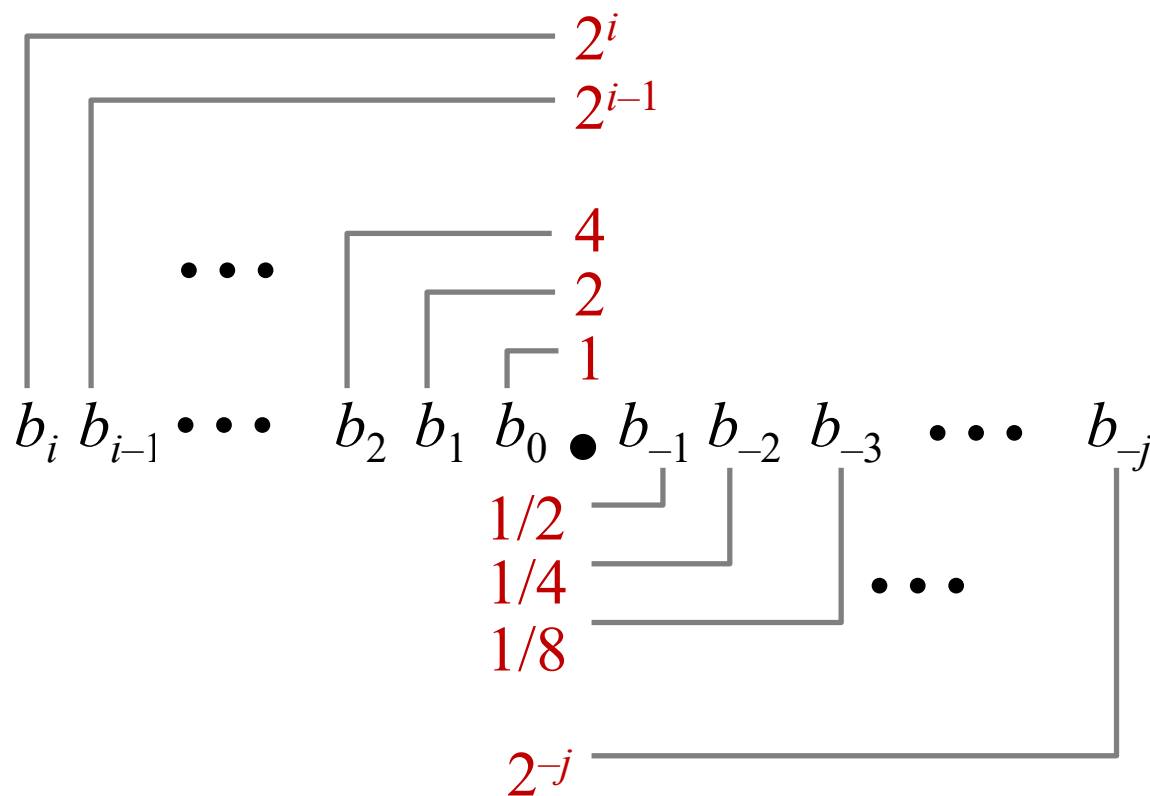 2^i
2^{i–1}
4
• • •
2
1
b_i b_{i–1} • • • b_2 b_1 b_0 . b_{–1} b_{–2} b_{–3} • • • b_{–j}
1/2
1/4
• • •
1/8
2^{–j}